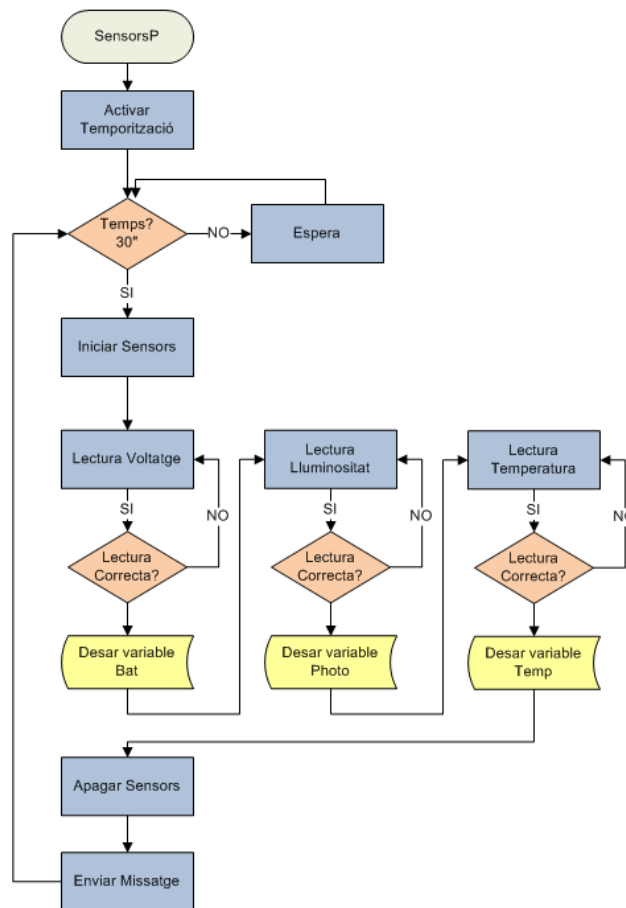 SensorsP
Activar
Temporització
Temps?
30"
NO
Espera
SI
Iniciar Sensors
Lectura Voltatge
SI
NO
Lectura
Correcta?
Desar variable
Bat
Lectura
Lluminositat
SI
NO
Lectura
Correcta?
Desar variable
Photo
Lectura
Temperatura
SI
NO
Lectura
Correcta?
Desar variable
Temp
Apagar Sensors
Enviar Missatge